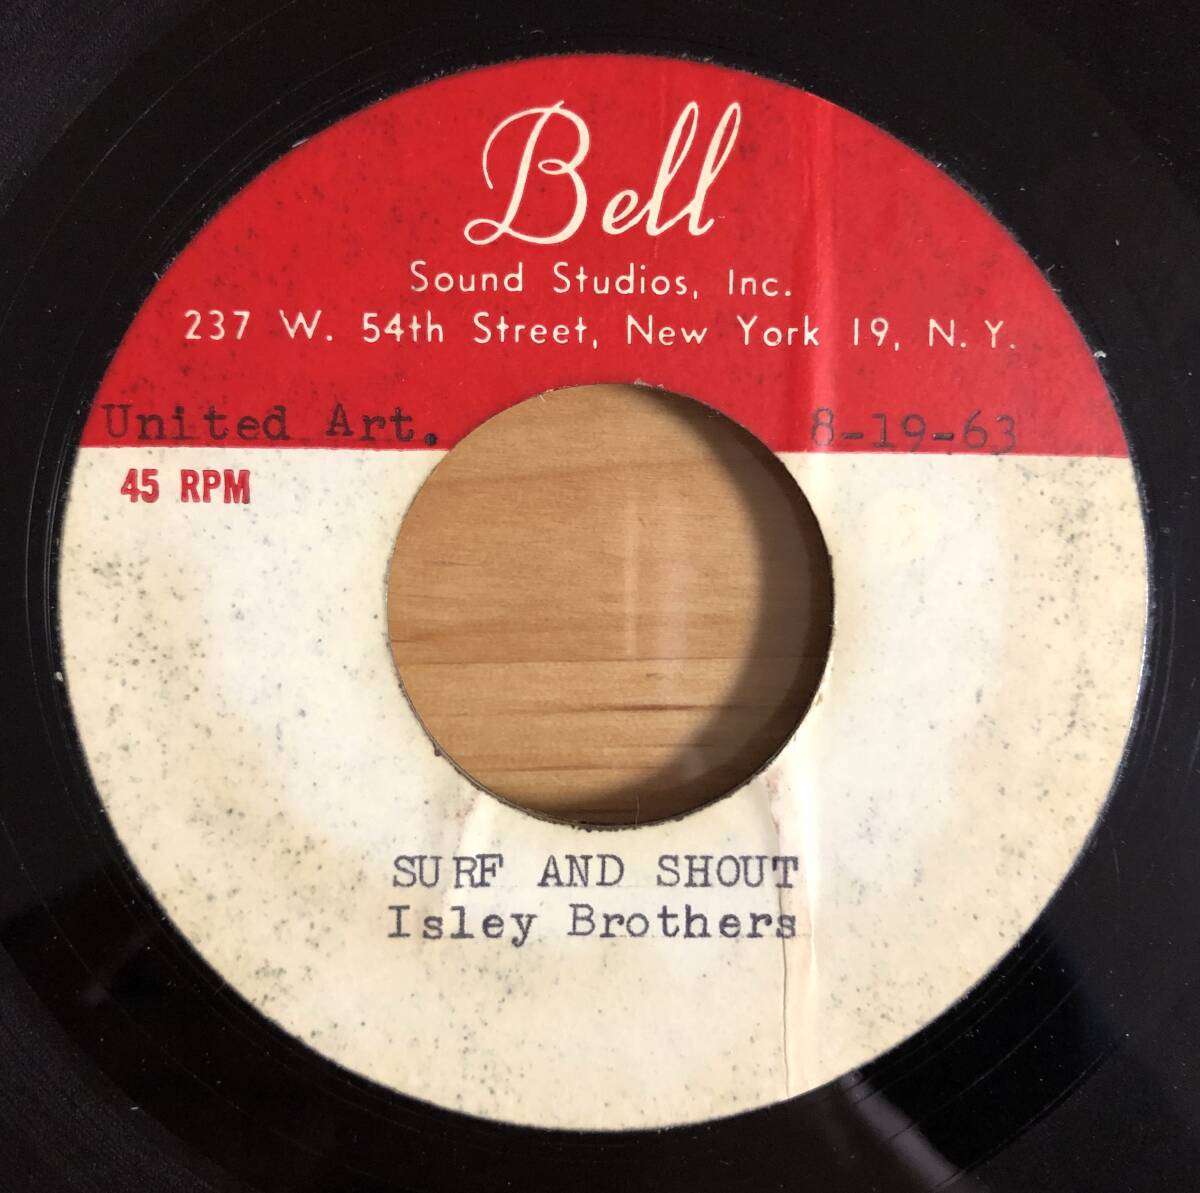 Bell
Sound Studios, Inc.
237 W. 54th Street, New York 19, N. Y.
United Art. 8-19-63
45 RPM
SURF AND SHOUT
Isley Brothers